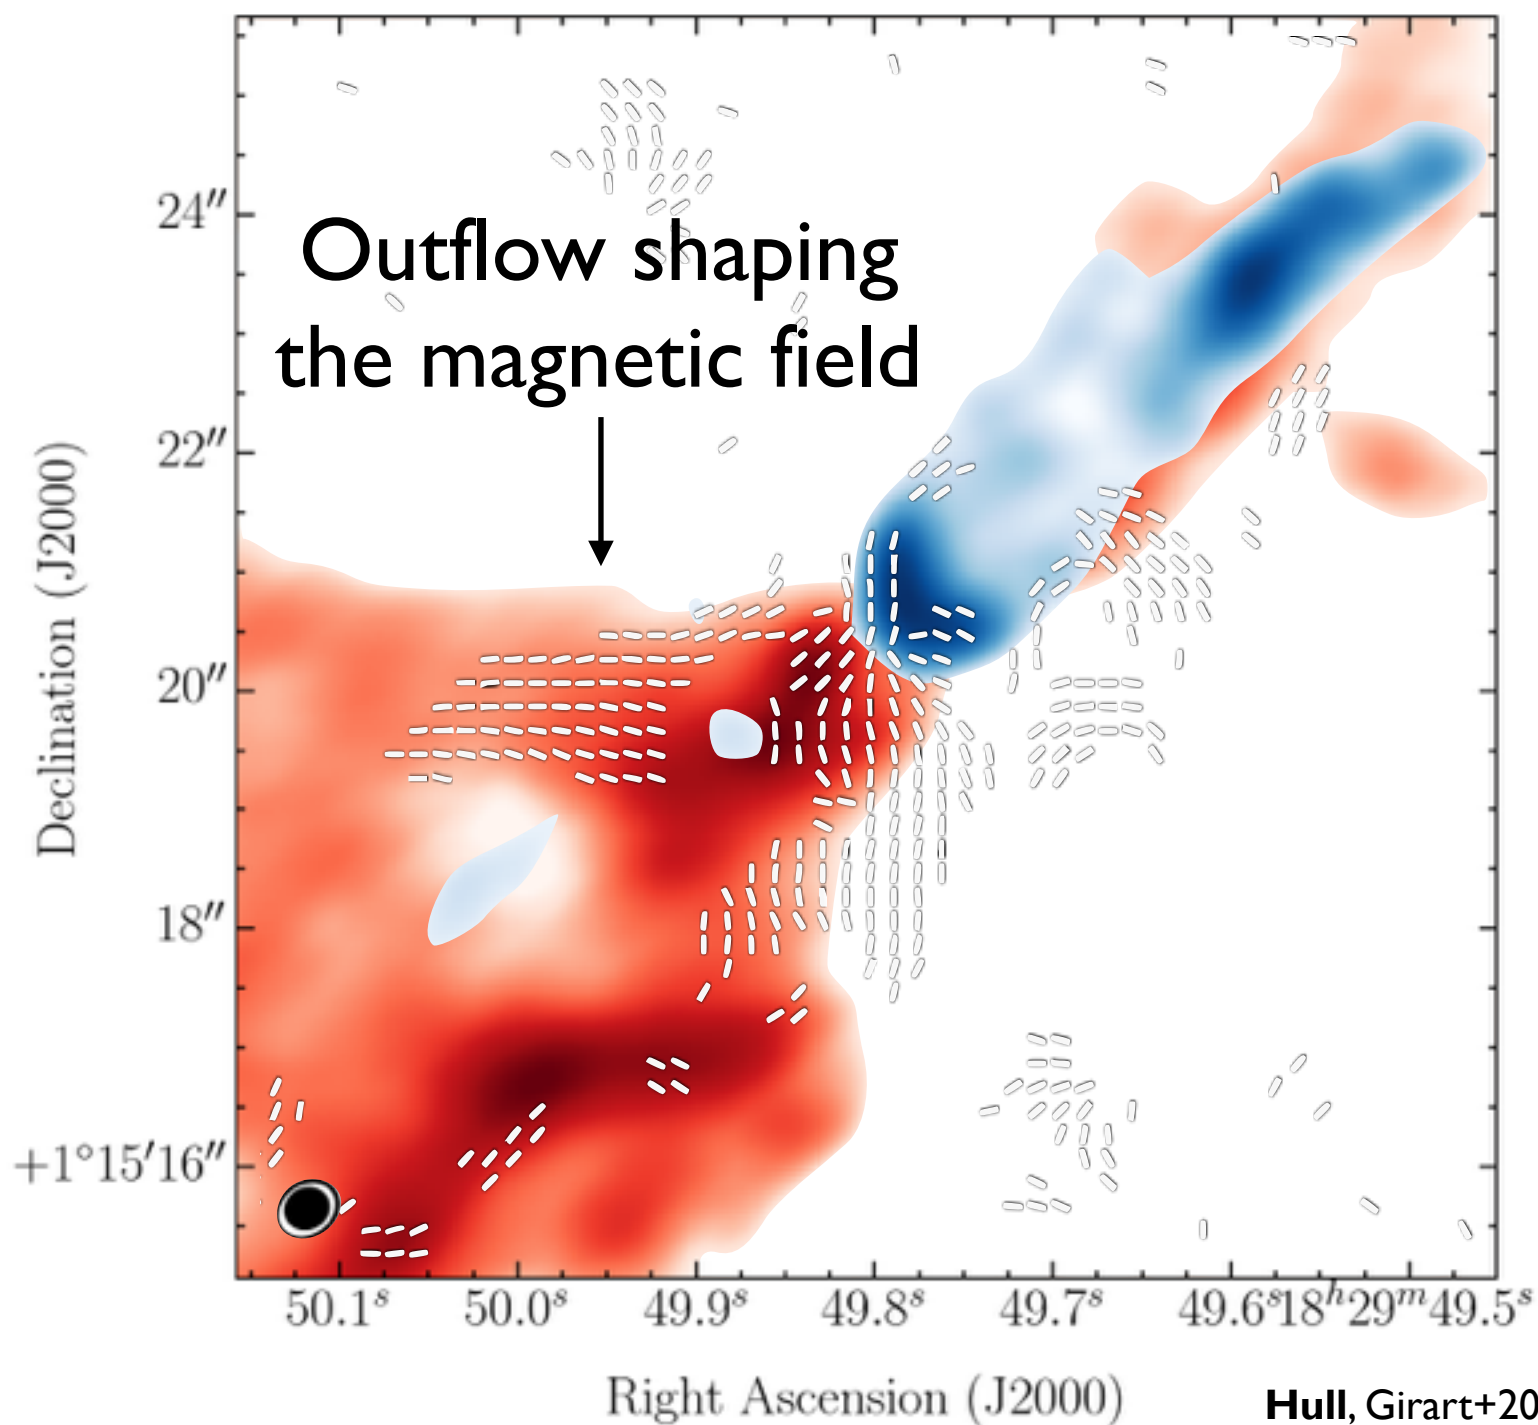 Outflow shaping
the magnetic field
24″
22″
20″
18″
+1°15′16″
Declination (J2000)
50.1ˢ 50.0ˢ 49.9ˢ 49.8ˢ 49.7ˢ 49.6ˢ18ʰ29ᵐ49.5ˢ
Right Ascension (J2000)
Hull, Girart+20